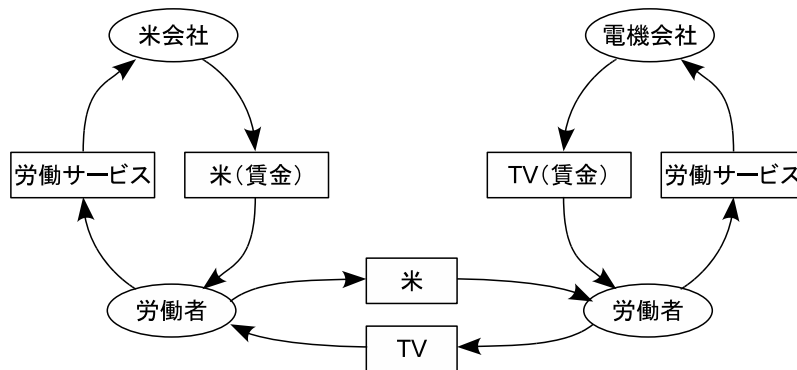 米会社
電機会社
労働サービス
米（賃金）
TV（賃金）
労働サービス
米
労働者
労働者
TV